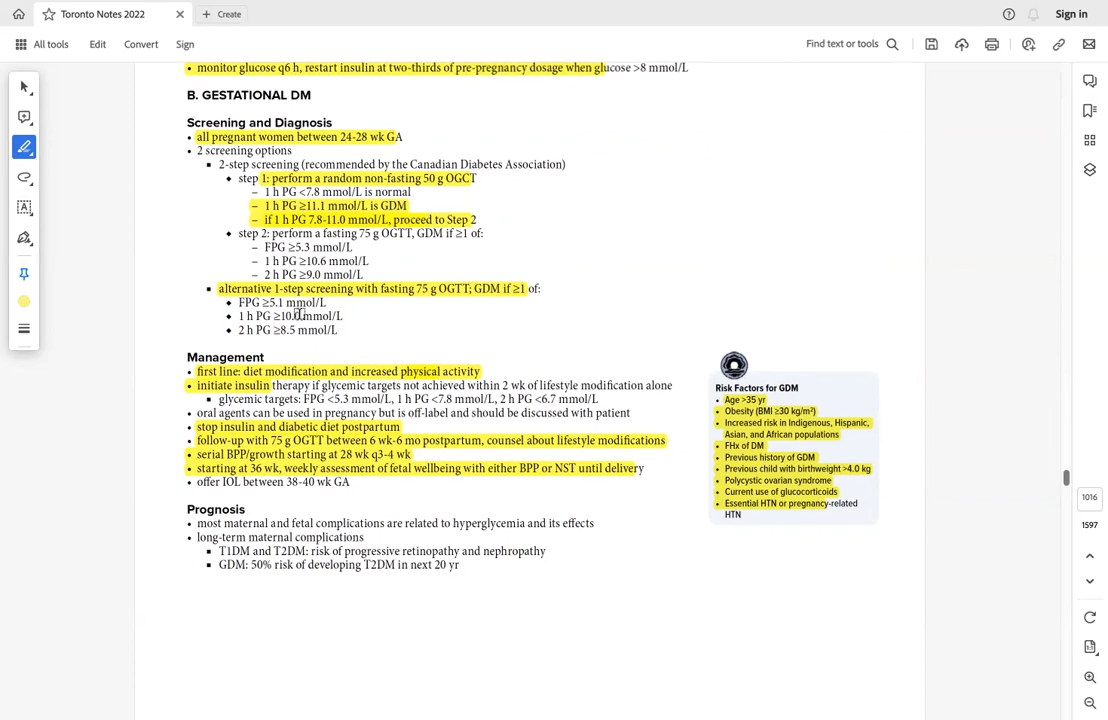 Toronto Notes 2022
Create
Sign in
All tools
Edit
Convert
Sign
Find text or tools
• monitor glucose q6 h, restart insulin at two-thirds of pre-pregnancy dosage when glucose >8 mmol/L
B. GESTATIONAL DM
Screening and Diagnosis
• all pregnant women between 24-28 wk GA
• 2 screening options
▪ 2-step screening (recommended by the Canadian Diabetes Association)
◆ step 1: perform a random non-fasting 50 g OGCT
– 1 h PG <7.8 mmol/L is normal
– 1 h PG ≥11.1 mmol/L is GDM
– if 1 h PG 7.8-11.0 mmol/L, proceed to Step 2
◆ step 2: perform a fasting 75 g OGTT, GDM if ≥1 of:
– FPG ≥5.3 mmol/L
– 1 h PG ≥10.6 mmol/L
– 2 h PG ≥9.0 mmol/L
▪ alternative 1-step screening with fasting 75 g OGTT; GDM if ≥1 of:
◆ FPG ≥5.1 mmol/L
◆ 1 h PG ≥10.0 mmol/L
◆ 2 h PG ≥8.5 mmol/L
Management
• first line: diet modification and increased physical activity
• initiate insulin therapy if glycemic targets not achieved within 2 wk of lifestyle modification alone
▪ glycemic targets: FPG <5.3 mmol/L, 1 h PG <7.8 mmol/L, 2 h PG <6.7 mmol/L
• oral agents can be used in pregnancy but is off-label and should be discussed with patient
• stop insulin and diabetic diet postpartum
• follow-up with 75 g OGTT between 6 wk-6 mo postpartum, counsel about lifestyle modifications
• serial BPP/growth starting at 28 wk q3-4 wk
• starting at 36 wk, weekly assessment of fetal wellbeing with either BPP or NST until delivery
• offer IOL between 38-40 wk GA
Prognosis
• most maternal and fetal complications are related to hyperglycemia and its effects
• long-term maternal complications
▪ T1DM and T2DM: risk of progressive retinopathy and nephropathy
▪ GDM: 50% risk of developing T2DM in next 20 yr
Risk Factors for GDM
• Age >35 yr
• Obesity (BMI ≥30 kg/m²)
• Increased risk in Indigenous, Hispanic,
Asian, and African populations
• FHx of DM
• Previous history of GDM
• Previous child with birthweight >4.0 kg
• Polycystic ovarian syndrome
• Current use of glucocorticoids
• Essential HTN or pregnancy-related
HTN
1016
1597